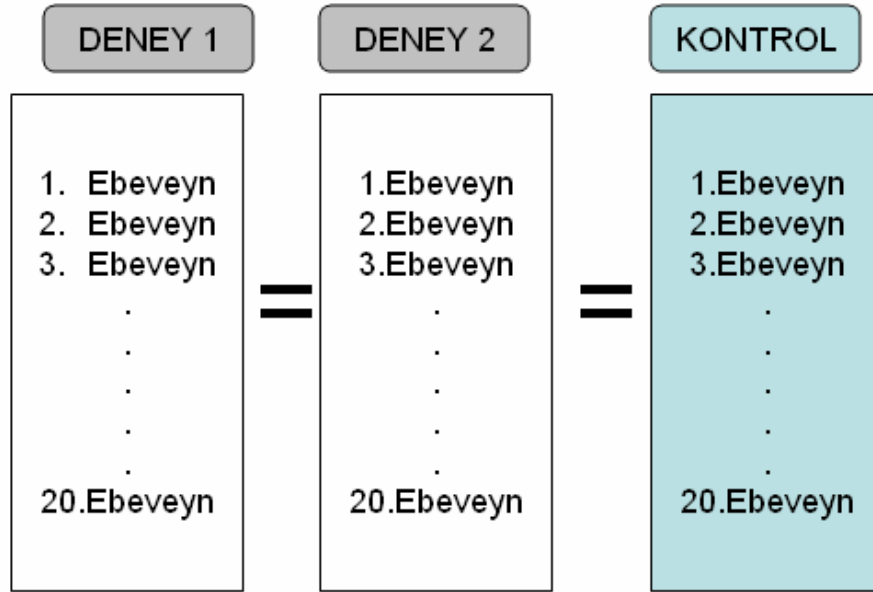 DENEY 1
DENEY 2
KONTROL
1. Ebeveyn
2. Ebeveyn
3. Ebeveyn
.
.
.
.
.
20.Ebeveyn
=
1.Ebeveyn
2.Ebeveyn
3.Ebeveyn
.
.
.
.
.
20.Ebeveyn
=
1.Ebeveyn
2.Ebeveyn
3.Ebeveyn
.
.
.
.
.
20.Ebeveyn